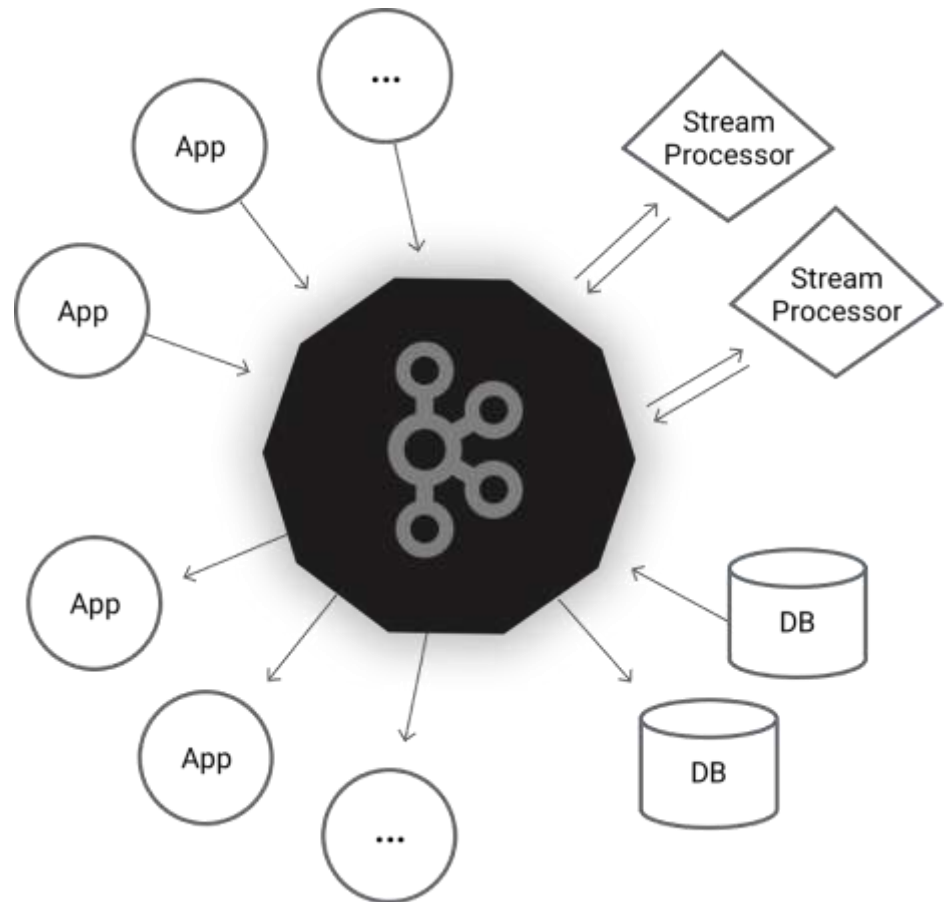 ...
App
App
Stream
Processor
Stream
Processor
App
App
...
DB
DB